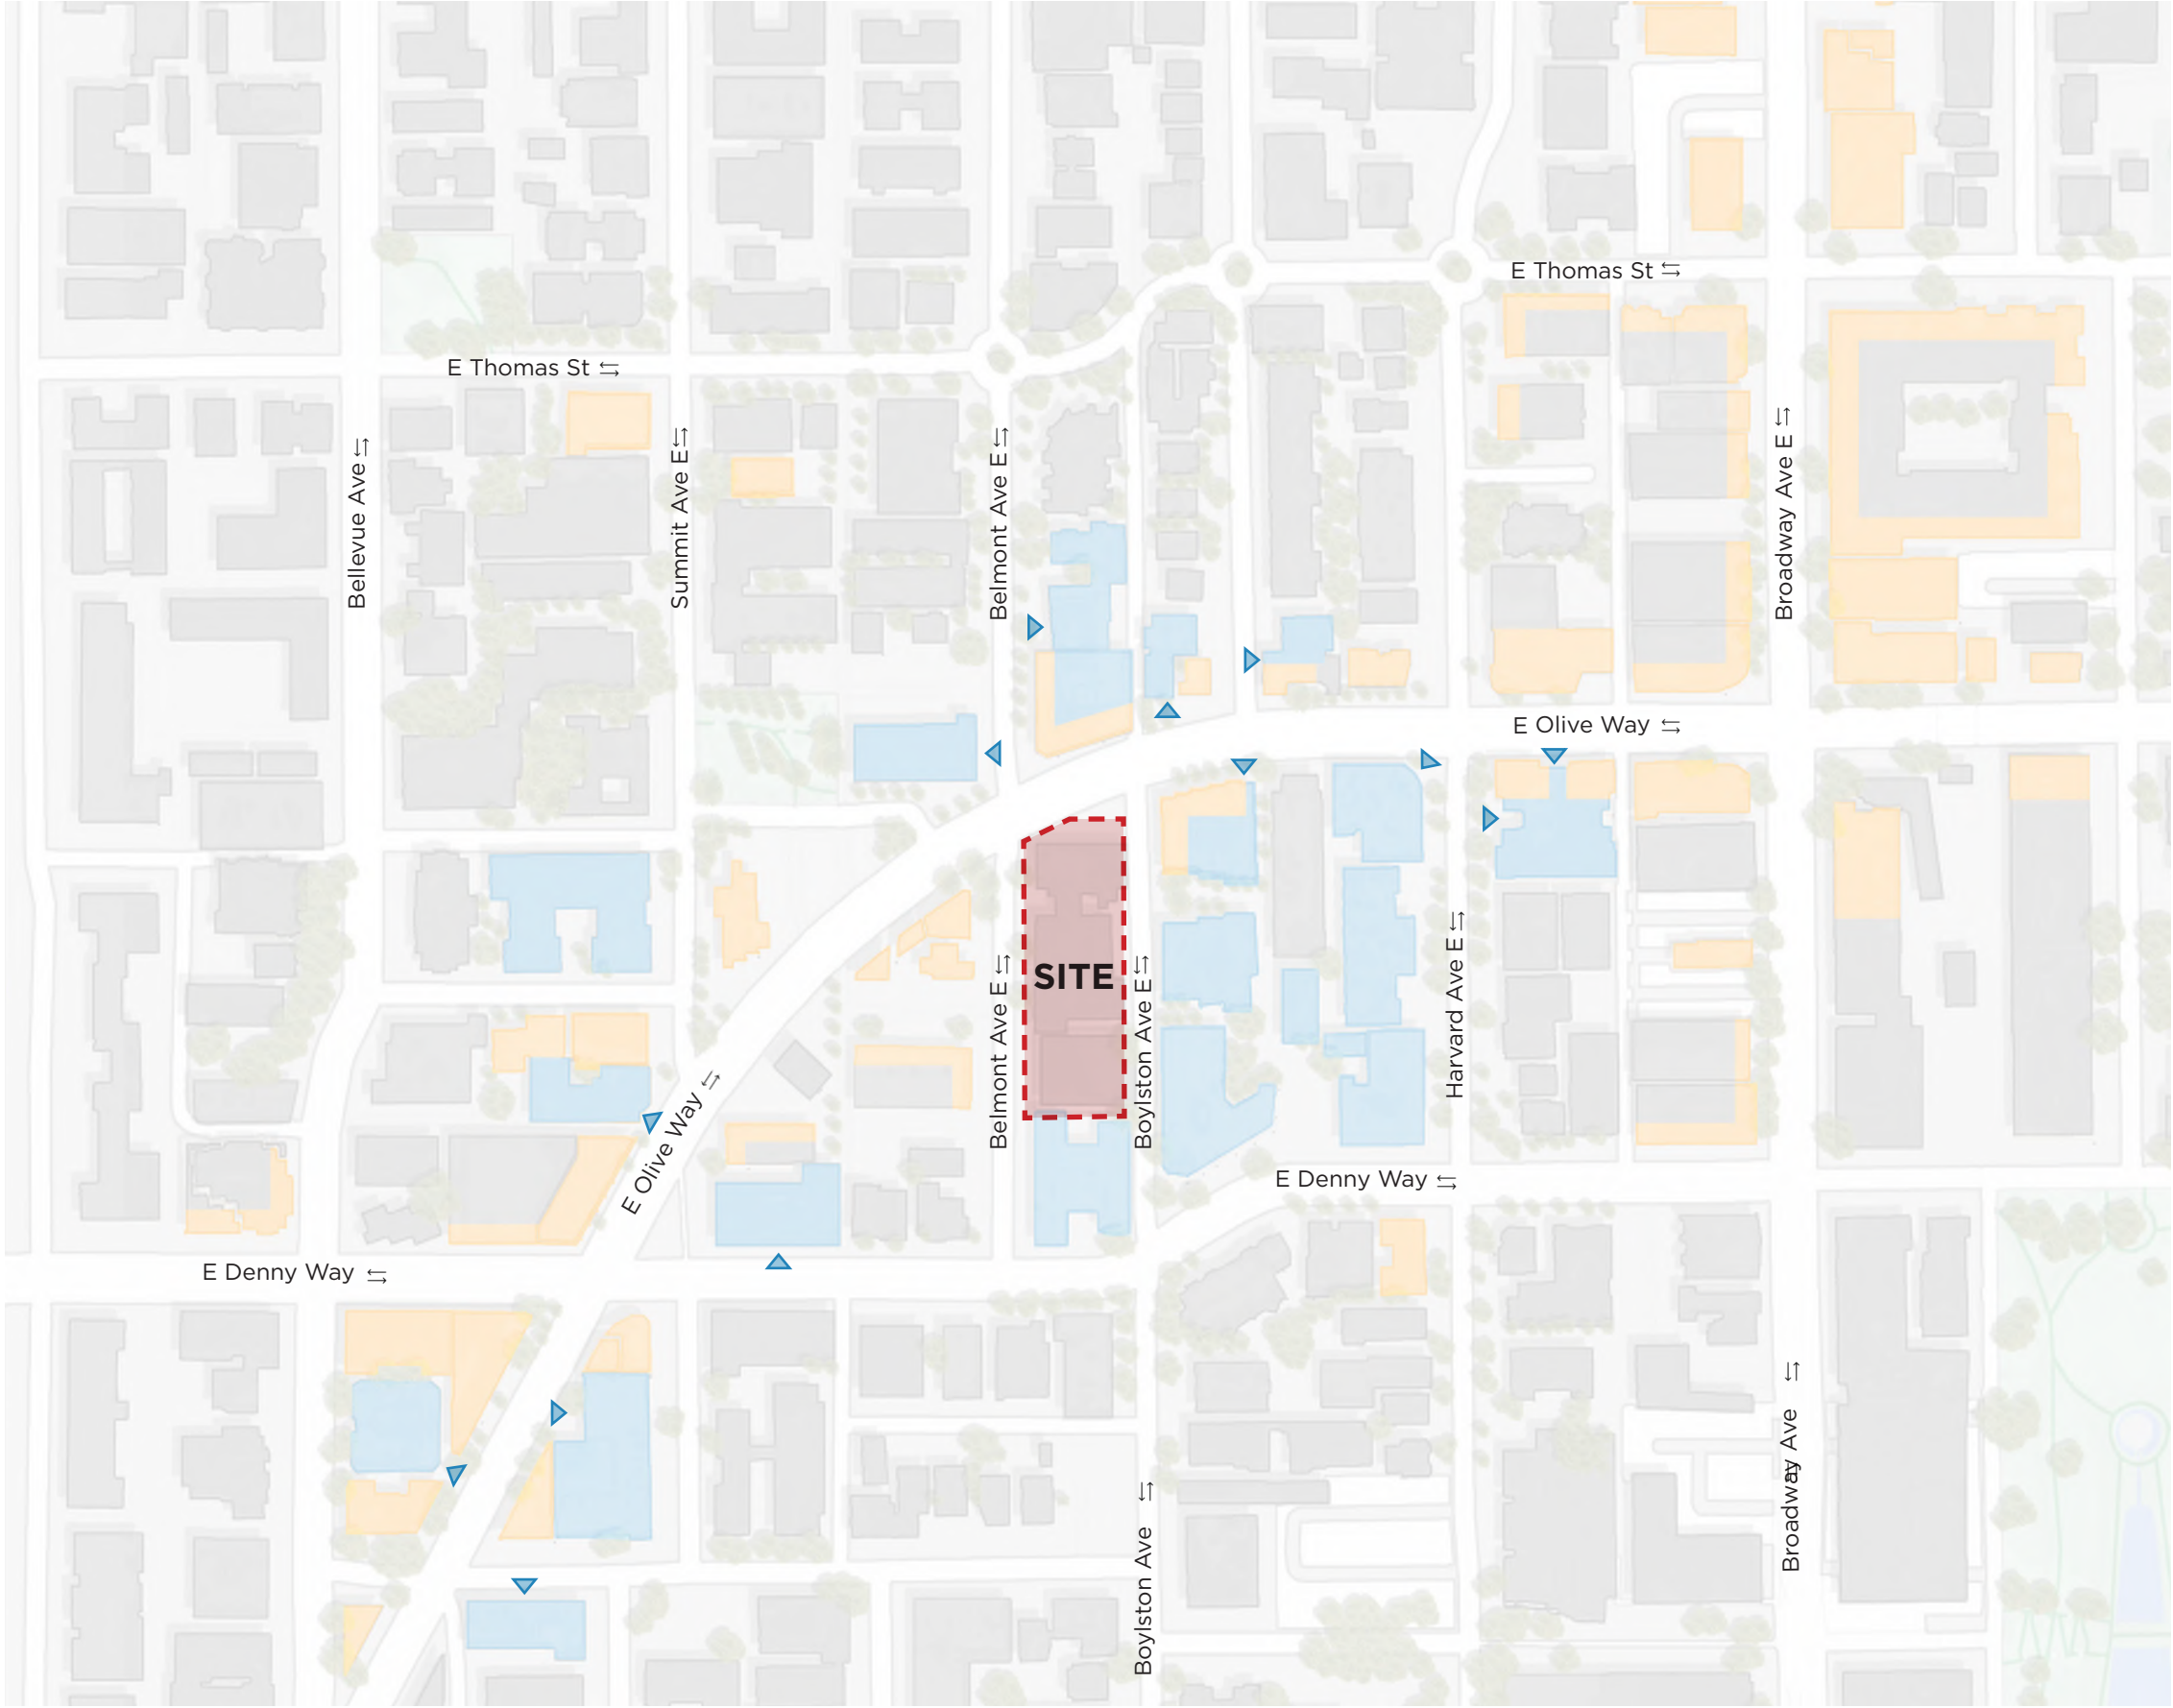 E Thomas St ⇆
E Thomas St ⇆
Bellevue Ave ⇆
Summit Ave E ⇆
Belmont Ave E ⇆
Broadway Ave E ⇆
E Olive Way ⇆
SITE
Belmont Ave E ⇆
Boylston Ave E ⇆
Harvard Ave E ⇆
E Olive Way ⇆
E Denny Way ⇆
E Denny Way ⇆
Broadway Ave ⇆
Boylston Ave ⇆